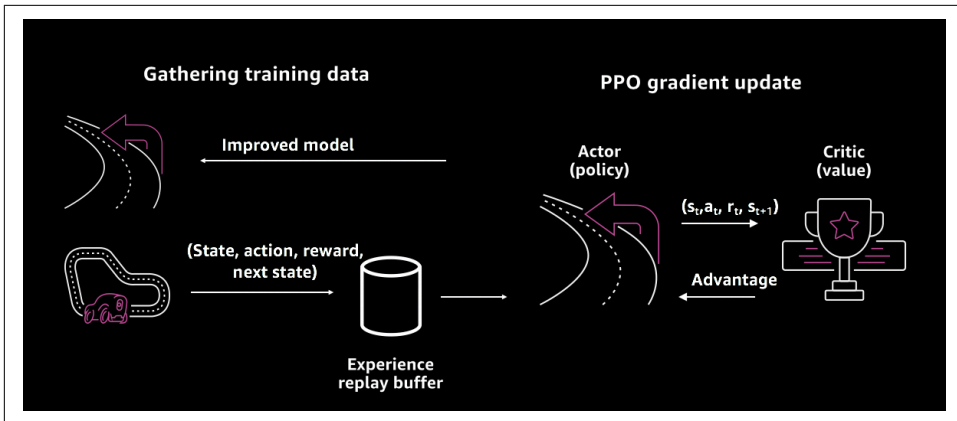 Gathering training data
PPO gradient update
Improved model
Actor
(policy)
Critic
(value)
(sₜ,aₜ, rₜ, sₜ₊₁)
(State, action, reward,
next state)
Advantage
Experience
replay buffer